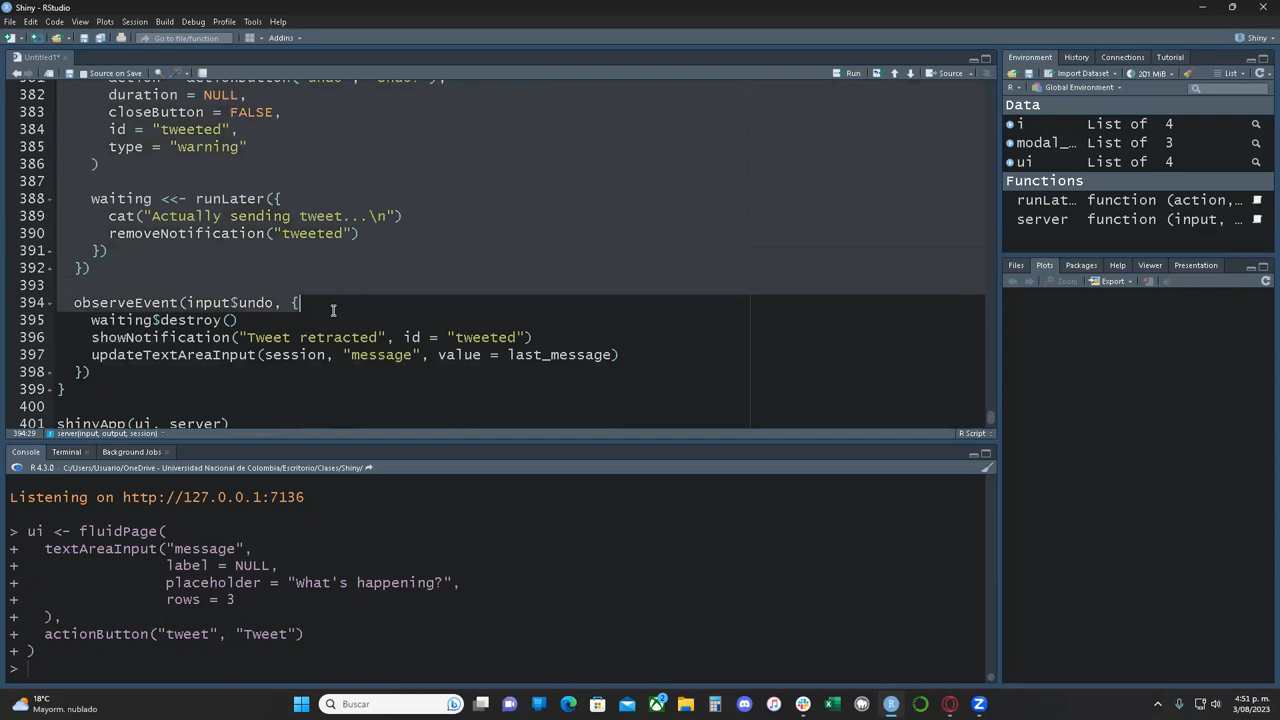 Shiny - RStudio
File Edit Code View Plots Session Build Debug Profile Tools Help
Go to file/function Addins Shiny
Untitled1*
Source on Save Run Source
382 duration = NULL,
383 closeButton = FALSE,
384 id = "tweeted",
385 type = "warning"
386 )
387
388 waiting <<- runLater({
389 cat("Actually sending tweet...\n")
390 removeNotification("tweeted")
391 })
392 })
393
394 observeEvent(input$undo, {
395 waiting$destroy()
396 showNotification("Tweet retracted", id = "tweeted")
397 updateTextAreaInput(session, "message", value = last_message)
398 })
399 }
400
401 shinyApp(ui, server)
394:29 server(input, output, session) R Script
Console Terminal Background Jobs
R 4.3.0 · C:/Users/Usuario/OneDrive - Universidad Nacional de Colombia/Escritorio/Clases/Shiny/
Listening on http://127.0.0.1:7136
> ui <- fluidPage(
+ textAreaInput("message",
+ label = NULL,
+ placeholder = "What's happening?",
+ rows = 3
+ ),
+ actionButton("tweet", "Tweet")
+ )
>
Environment History Connections Tutorial
Import Dataset 201 MiB List
R Global Environment
Data
i List of 4
modal_… List of 3
ui List of 4
Functions
runLat… function (action,…
server function (input, …
Files Plots Packages Help Viewer Presentation
Zoom Export
18°C
Mayorm. nublado
Buscar
2
4:51 p. m.
3/08/2023